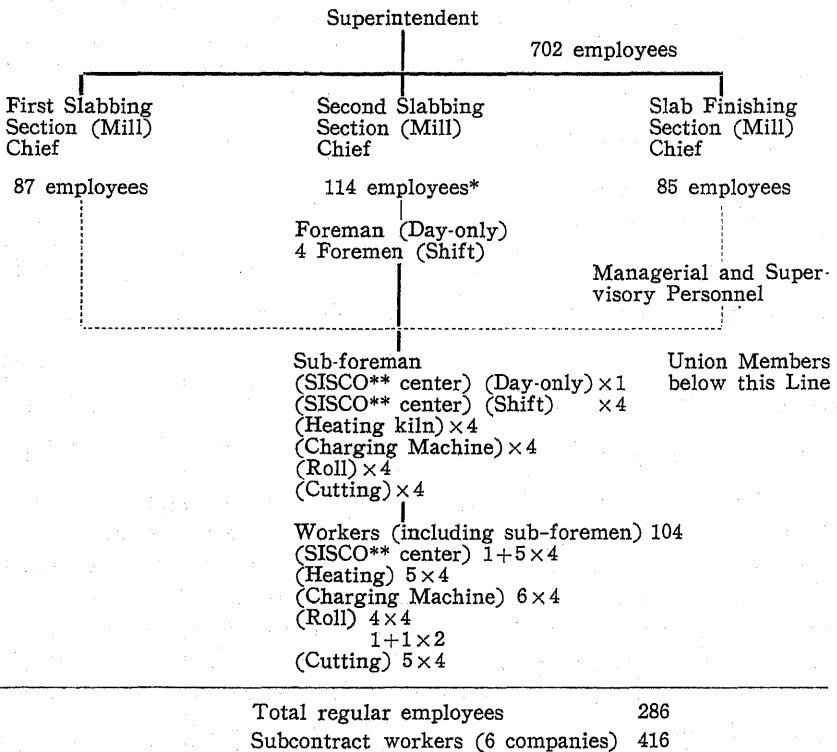 Superintendent
702 employees
First Slabbing
Section (Mill)
Chief
Second Slabbing
Section (Mill)
Chief
Slab Finishing
Section (Mill)
Chief
87 employees
114 employees*
85 employees
Foreman (Day-only)
4 Foremen (Shift)
Managerial and Super-
visory Personnel
Sub-foreman
(SISCO** center) (Day-only) ×1
(SISCO** center) (Shift) ×4
(Heating kiln) ×4
(Charging Machine) ×4
(Roll) ×4
(Cutting) ×4
Union Members
below this Line
Workers (including sub-foremen) 104
(SISCO** center) 1+5×4
(Heating) 5×4
(Charging Machine) 6×4
(Roll) 4×4
1+1×2
(Cutting) 5×4
Total regular employees 286
Subcontract workers (6 companies) 416